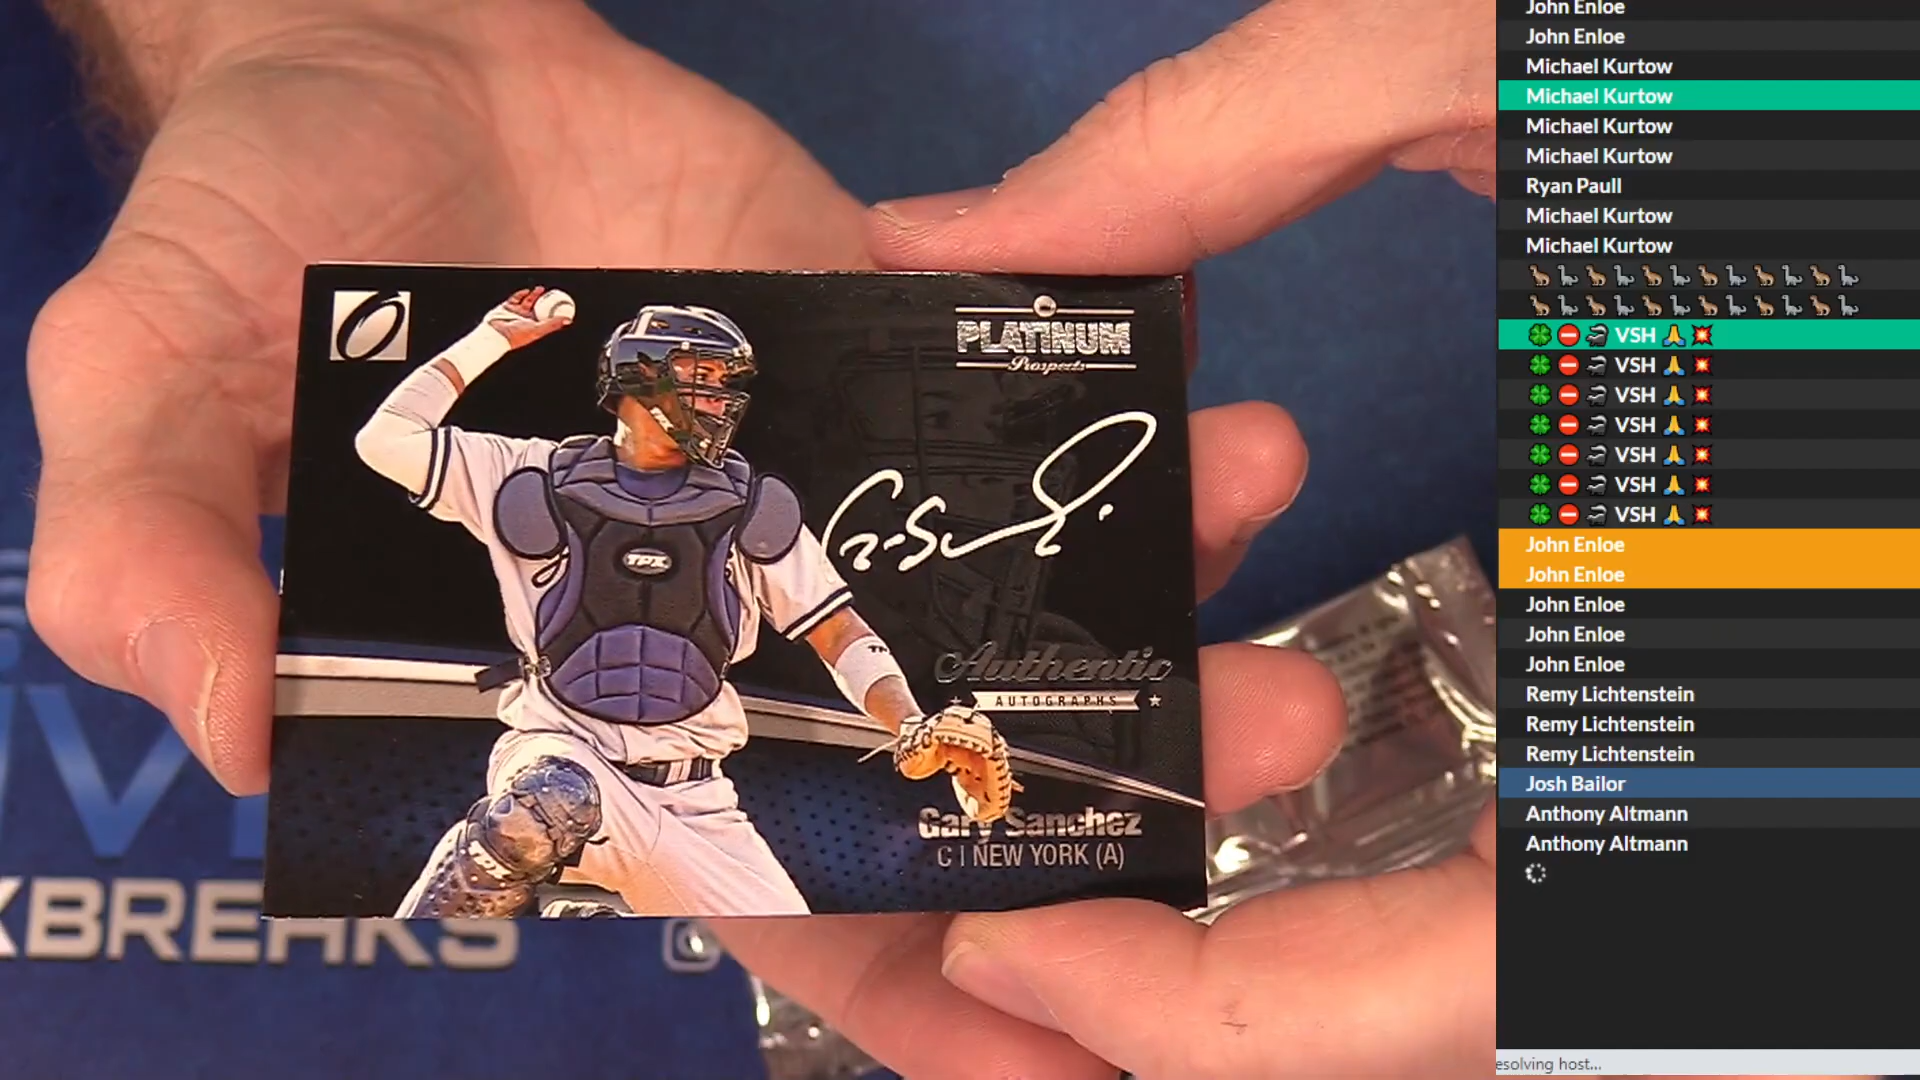 O
PLATINUM
Prospects
TPX
Authentic
AUTOGRAPHS
Gary Sanchez
C | NEW YORK (A)
TPX
XBREAKS
John Enloe
John Enloe
Michael Kurtow
Michael Kurtow
Michael Kurtow
Michael Kurtow
Ryan Paull
Michael Kurtow
Michael Kurtow
🐆 🦕 🐆 🦕 🐆 🦕 🐆 🦕 🐆 🦕 🐆 🦕
🐆 🦕 🐆 🦕 🐆 🦕 🐆 🦕 🐆 🦕 🐆 🦕
🍀 ⛔ 🦨 VSH 🙏 💥
🍀 ⛔ 🦨 VSH 🙏 💥
🍀 ⛔ 🦨 VSH 🙏 💥
🍀 ⛔ 🦨 VSH 🙏 💥
🍀 ⛔ 🦨 VSH 🙏 💥
🍀 ⛔ 🦨 VSH 🙏 💥
🍀 ⛔ 🦨 VSH 🙏 💥
John Enloe
John Enloe
John Enloe
John Enloe
John Enloe
Remy Lichtenstein
Remy Lichtenstein
Remy Lichtenstein
Josh Bailor
Anthony Altmann
Anthony Altmann
esolving host...